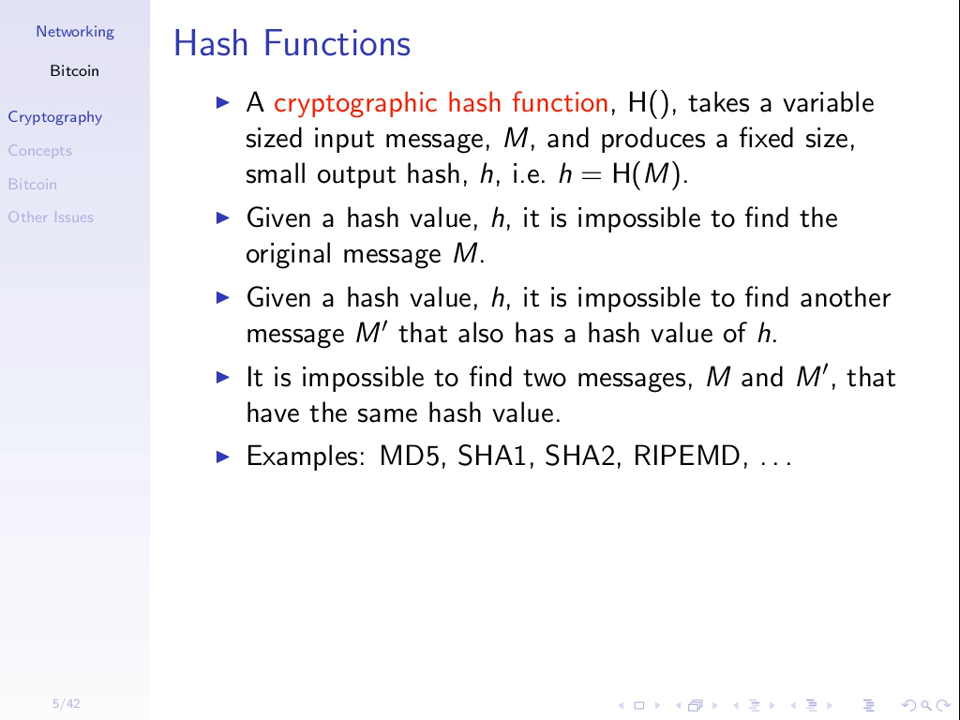 Networking
Bitcoin
Cryptography
Concepts
Bitcoin
Other Issues
Hash Functions
A cryptographic hash function, H(), takes a variable
sized input message, M, and produces a fixed size,
small output hash, h, i.e. h = H(M).
Given a hash value, h, it is impossible to find the
original message M.
Given a hash value, h, it is impossible to find another
message M′ that also has a hash value of h.
It is impossible to find two messages, M and M′, that
have the same hash value.
Examples: MD5, SHA1, SHA2, RIPEMD, . . .
5/42